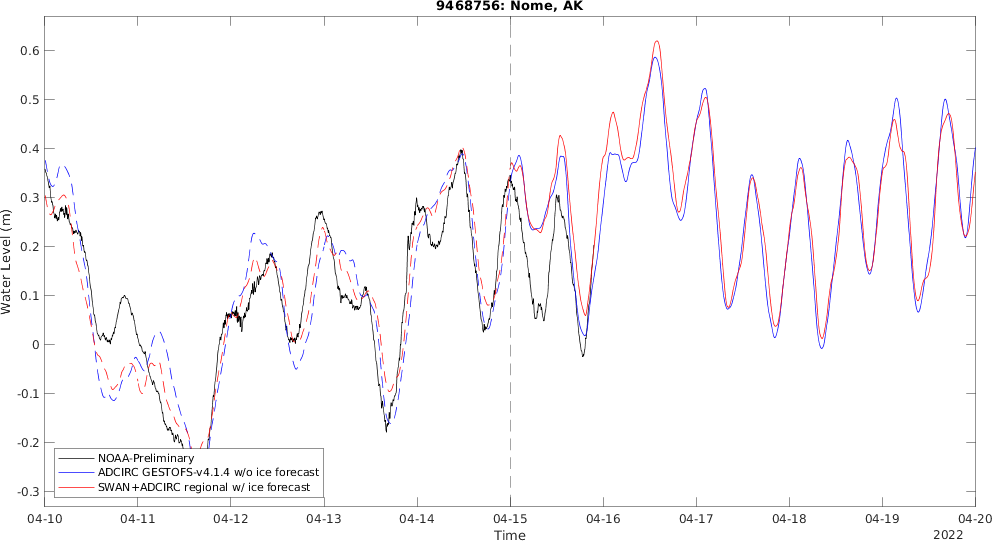 9468756: Nome, AK
Water Level (m)
0.6
0.5
0.4
0.3
0.2
0.1
0
-0.1
-0.2
-0.3
NOAA-Preliminary
ADCIRC GESTOFS-v4.1.4 w/o ice forecast
SWAN+ADCIRC regional w/ ice forecast
04-10 04-11 04-12 04-13 04-14 04-15 04-16 04-17 04-18 04-19 04-20
Time
2022